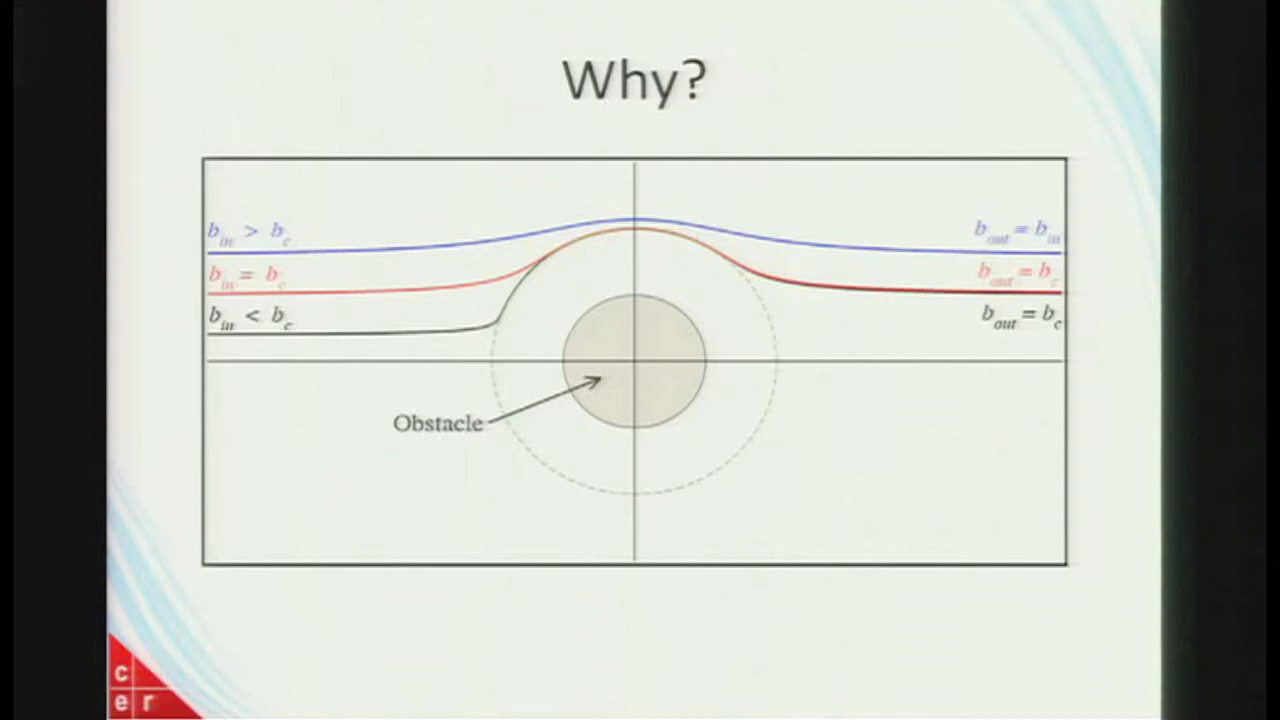 Why?
b_in > b_c
b_out = b_in
b_in = b_c
b_out = b_c
b_in < b_c
b_out = b_c
Obstacle
c
e r